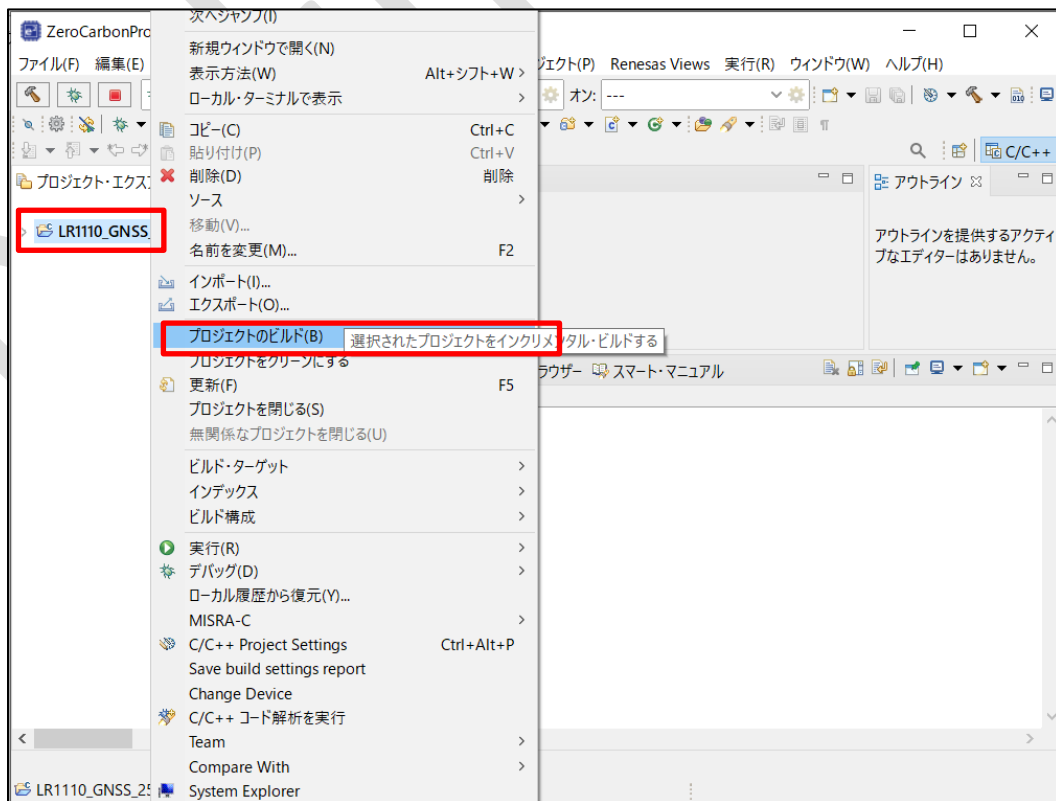 ZeroCarbonPro
ファイル(F) 編集(E)
ジェクト(P) Renesas Views 実行(R) ウィンドウ(W) ヘルプ(H)
オン: ---
C/C++
プロジェクト・エクス
LR1110_GNSS_
次へジャンプ(I)
新規ウィンドウで開く(N)
表示方法(W) Alt+シフト+W >
ローカル・ターミナルで表示 >
コピー(C) Ctrl+C
貼り付け(P) Ctrl+V
削除(D) 削除
ソース >
移動(V)...
名前を変更(M)... F2
インポート(I)...
エクスポート(O)...
プロジェクトのビルド(B)
選択されたプロジェクトをインクリメンタル・ビルドする
プロジェクトをクリーンにする
更新(F) F5
プロジェクトを閉じる(S)
無関係なプロジェクトを閉じる(U)
ビルド・ターゲット >
インデックス >
ビルド構成 >
実行(R) >
デバッグ(D) >
ローカル履歴から復元(Y)...
MISRA-C >
C/C++ Project Settings Ctrl+Alt+P
Save build settings report
Change Device
C/C++ コード解析を実行
Team >
Compare With >
System Explorer
アウトライン
アウトラインを提供するアクティ
ブなエディターはありません。
ラウザー スマート・マニュアル
LR1110_GNSS_25